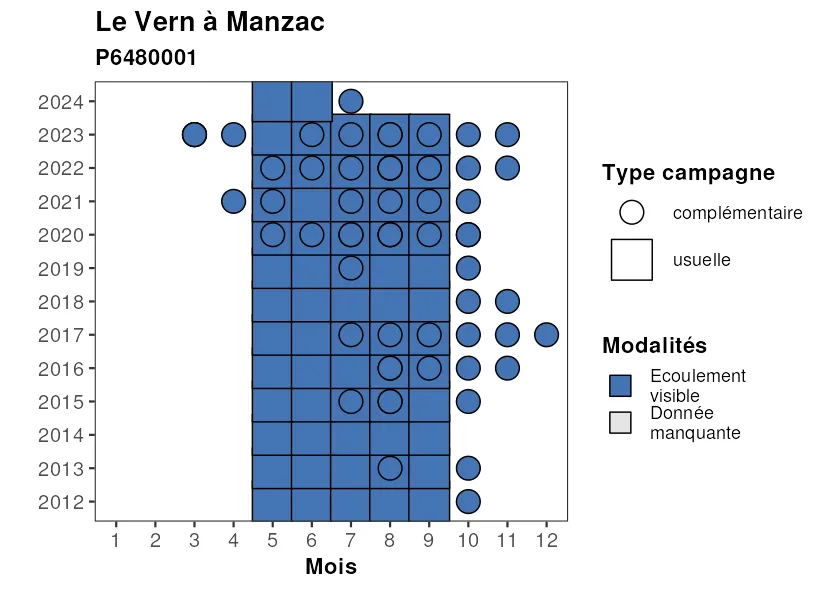 Le Vern à Manzac
P6480001
2024
2023
2022
2021
2020
2019
2018
2017
2016
2015
2014
2013
2012
1 2 3 4 5 6 7 8 9 10 11 12
Mois
Type campagne
complémentaire
usuelle
Modalités
Ecoulement
visible
Donnée
manquante